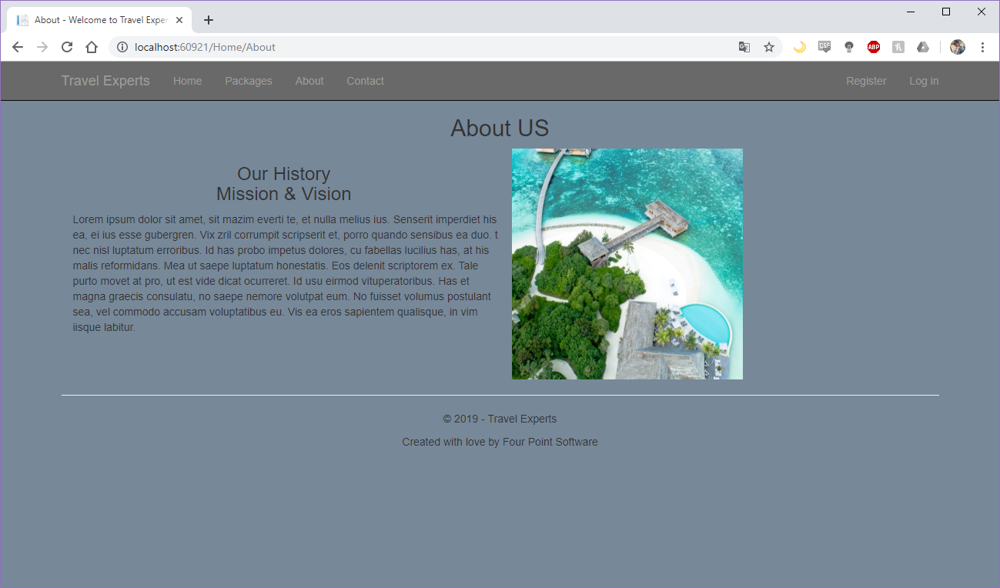 About - Welcome to Travel Exper
localhost:60921/Home/About
CSS
ABP
Travel Experts Home Packages About Contact Register Log in
About US
Our History
Mission & Vision
Lorem ipsum dolor sit amet, sit mazim everti te, et nulla melius ius. Senserit imperdiet his
ea, ei ius esse gubergren. Vix zril corrumpit scripserit et, porro quando sensibus ea duo. t
nec nisl luptatum erroribus. Id has probo impetus dolores, cu fabellas lucilius has, at his
malis reformidans. Mea ut saepe luptatum honestatis. Eos delenit scriptorem ex. Tale
purto movet at pro, ut est vide dicat ocurreret. Id usu eirmod vituperatoribus. Has et
magna graecis consulatu, no saepe nemore volutpat eum. No fuisset volumus postulant
sea, vel commodo accusam voluptatibus eu. Vis ea eros sapientem qualisque, in vim
iisque labitur.
© 2019 - Travel Experts
Created with love by Four Point Software